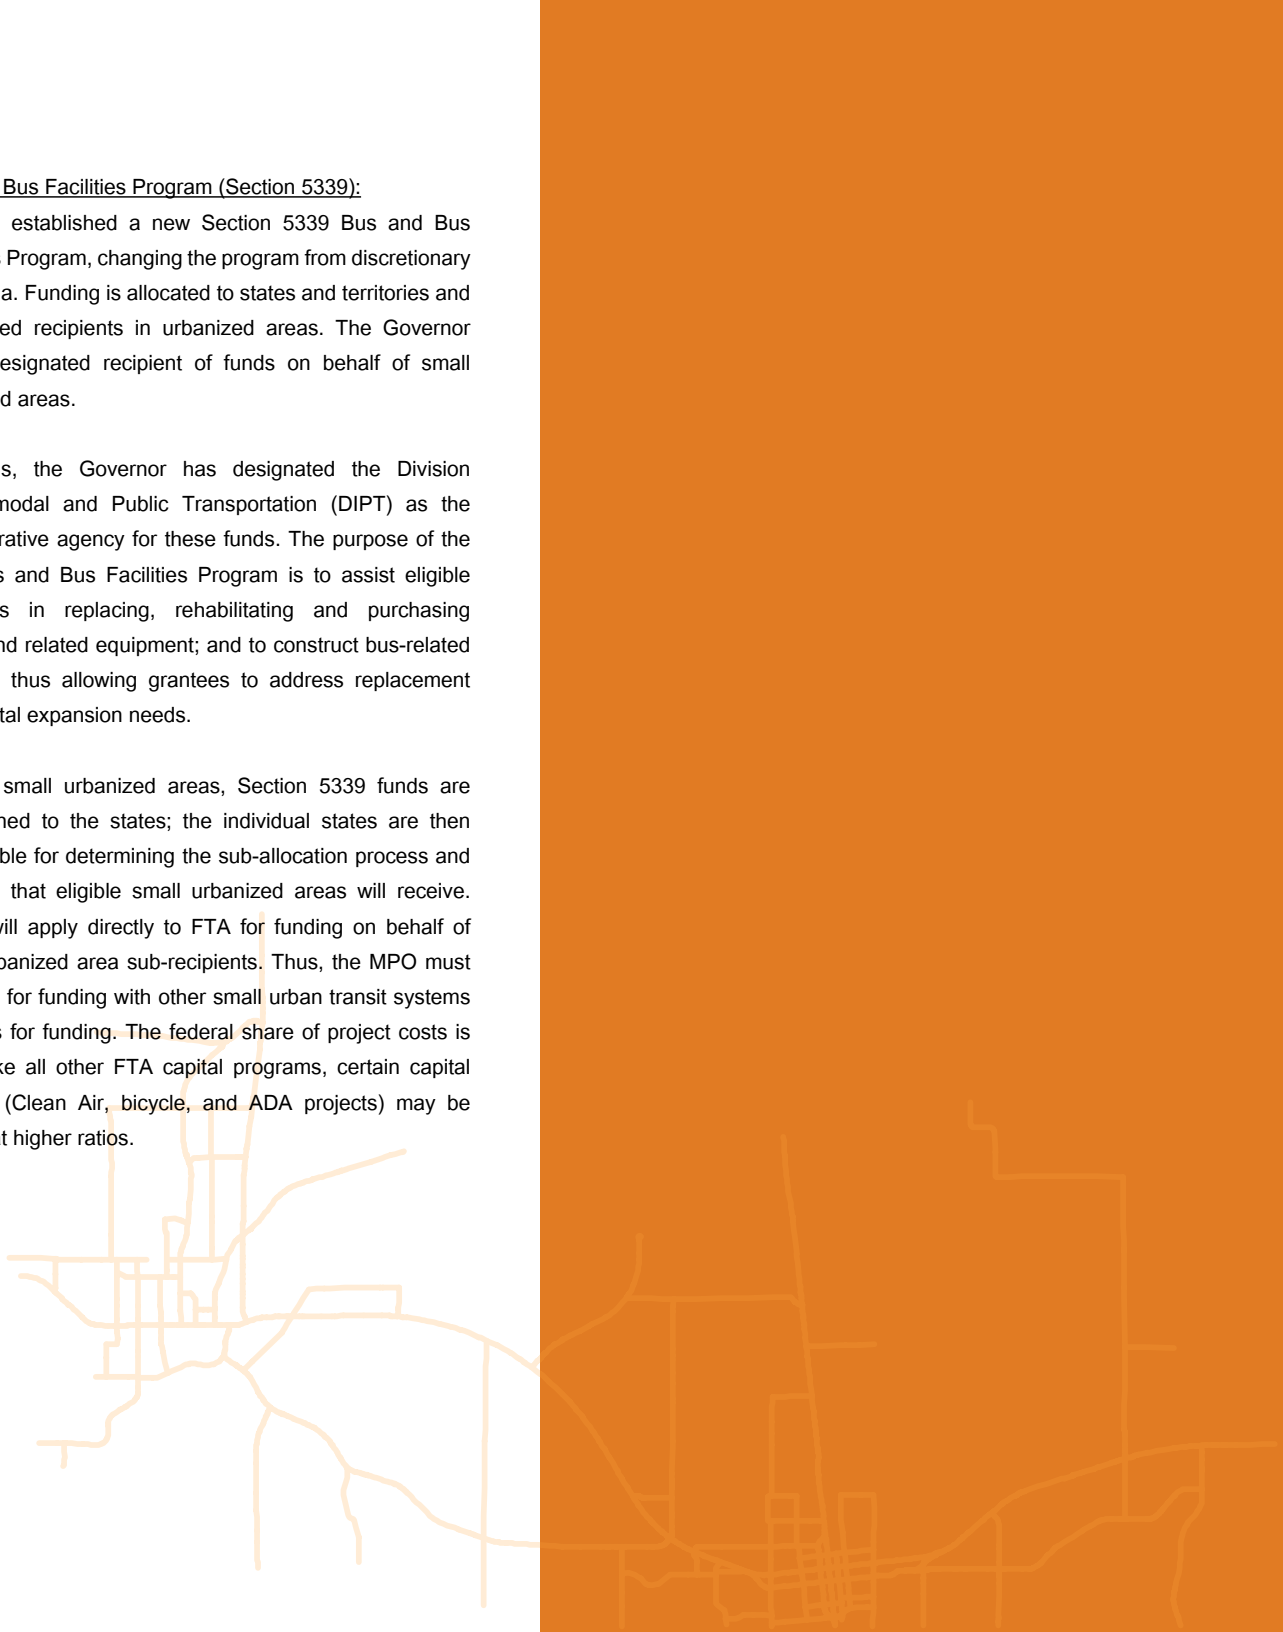 Bus Facilities Program (Section 5339):
established a new Section 5339 Bus and Bus
Program, changing the program from discretionary
a. Funding is allocated to states and territories and
ed recipients in urbanized areas. The Governor
esignated recipient of funds on behalf of small
d areas.
s, the Governor has designated the Division
modal and Public Transportation (DIPT) as the
rative agency for these funds. The purpose of the
s and Bus Facilities Program is to assist eligible
s in replacing, rehabilitating and purchasing
nd related equipment; and to construct bus-related
thus allowing grantees to address replacement
tal expansion needs.
small urbanized areas, Section 5339 funds are
ned to the states; the individual states are then
ble for determining the sub-allocation process and
that eligible small urbanized areas will receive.
will apply directly to FTA for funding on behalf of
banized area sub-recipients. Thus, the MPO must
for funding with other small urban transit systems
s for funding. The federal share of project costs is
ke all other FTA capital programs, certain capital
(Clean Air, bicycle, and ADA projects) may be
t higher ratios.